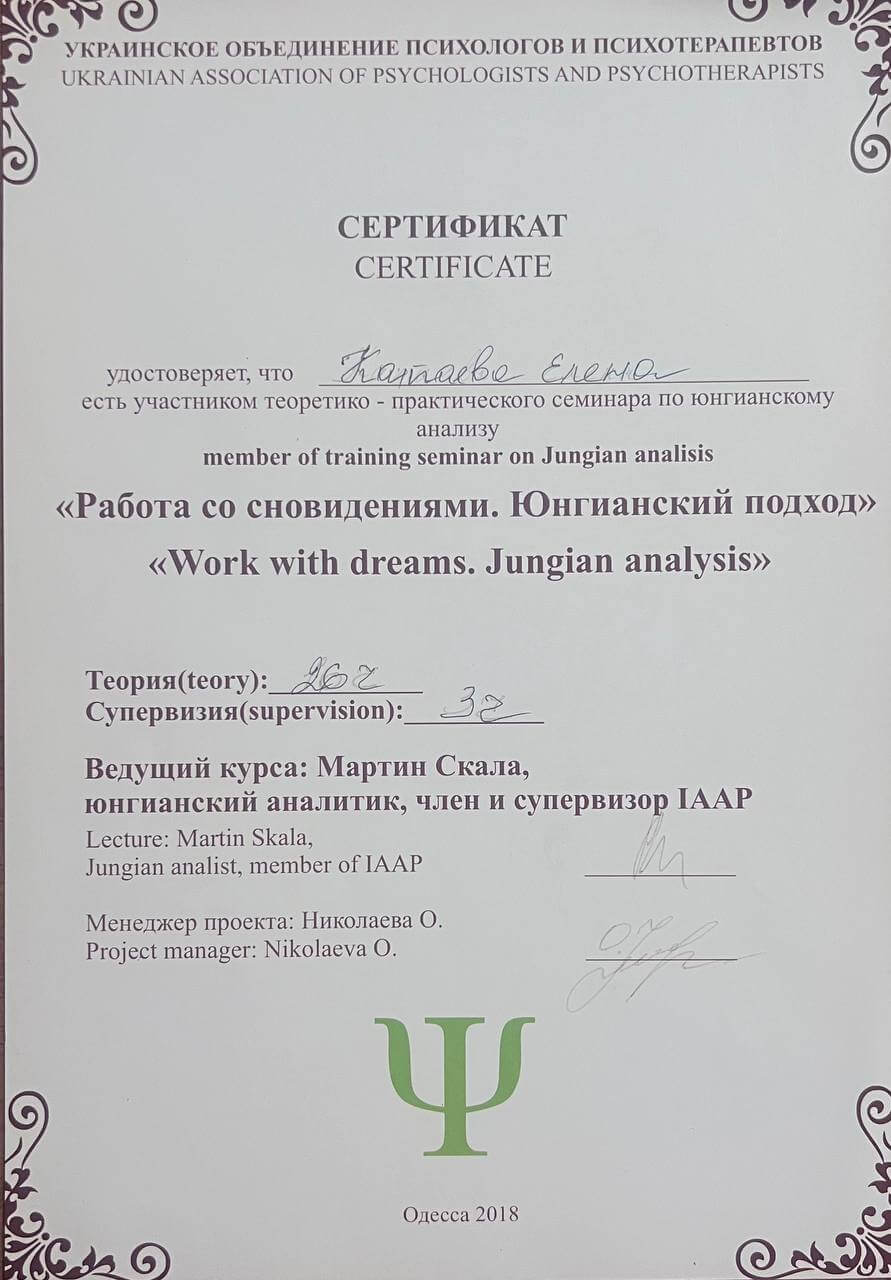 УКРАИНСКОЕ ОБЪЕДИНЕНИЕ ПСИХОЛОГОВ И ПСИХОТЕРАПЕВТОВ
UKRAINIAN ASSOCIATION OF PSYCHOLOGISTS AND PSYCHOTHERAPISTS
СЕРТИФИКАТ
CERTIFICATE
удостоверяет, что Катаева Елена
есть участником теоретико - практического семинара по юнгианскому
анализу
member of training seminar on Jungian analisis
«Работа со сновидениями. Юнгианский подход»
«Work with dreams. Jungian analysis»
Теория(teory): 26 ч
Супервизия(supervision): 3 ч
Ведущий курса: Мартин Скала,
юнгианский аналитик, член и супервизор IAAP
Lecture: Martin Skala,
Jungian analist, member of IAAP
Менеджер проекта: Николаева О.
Project manager: Nikolaeva O.
Ψ
Одесса 2018